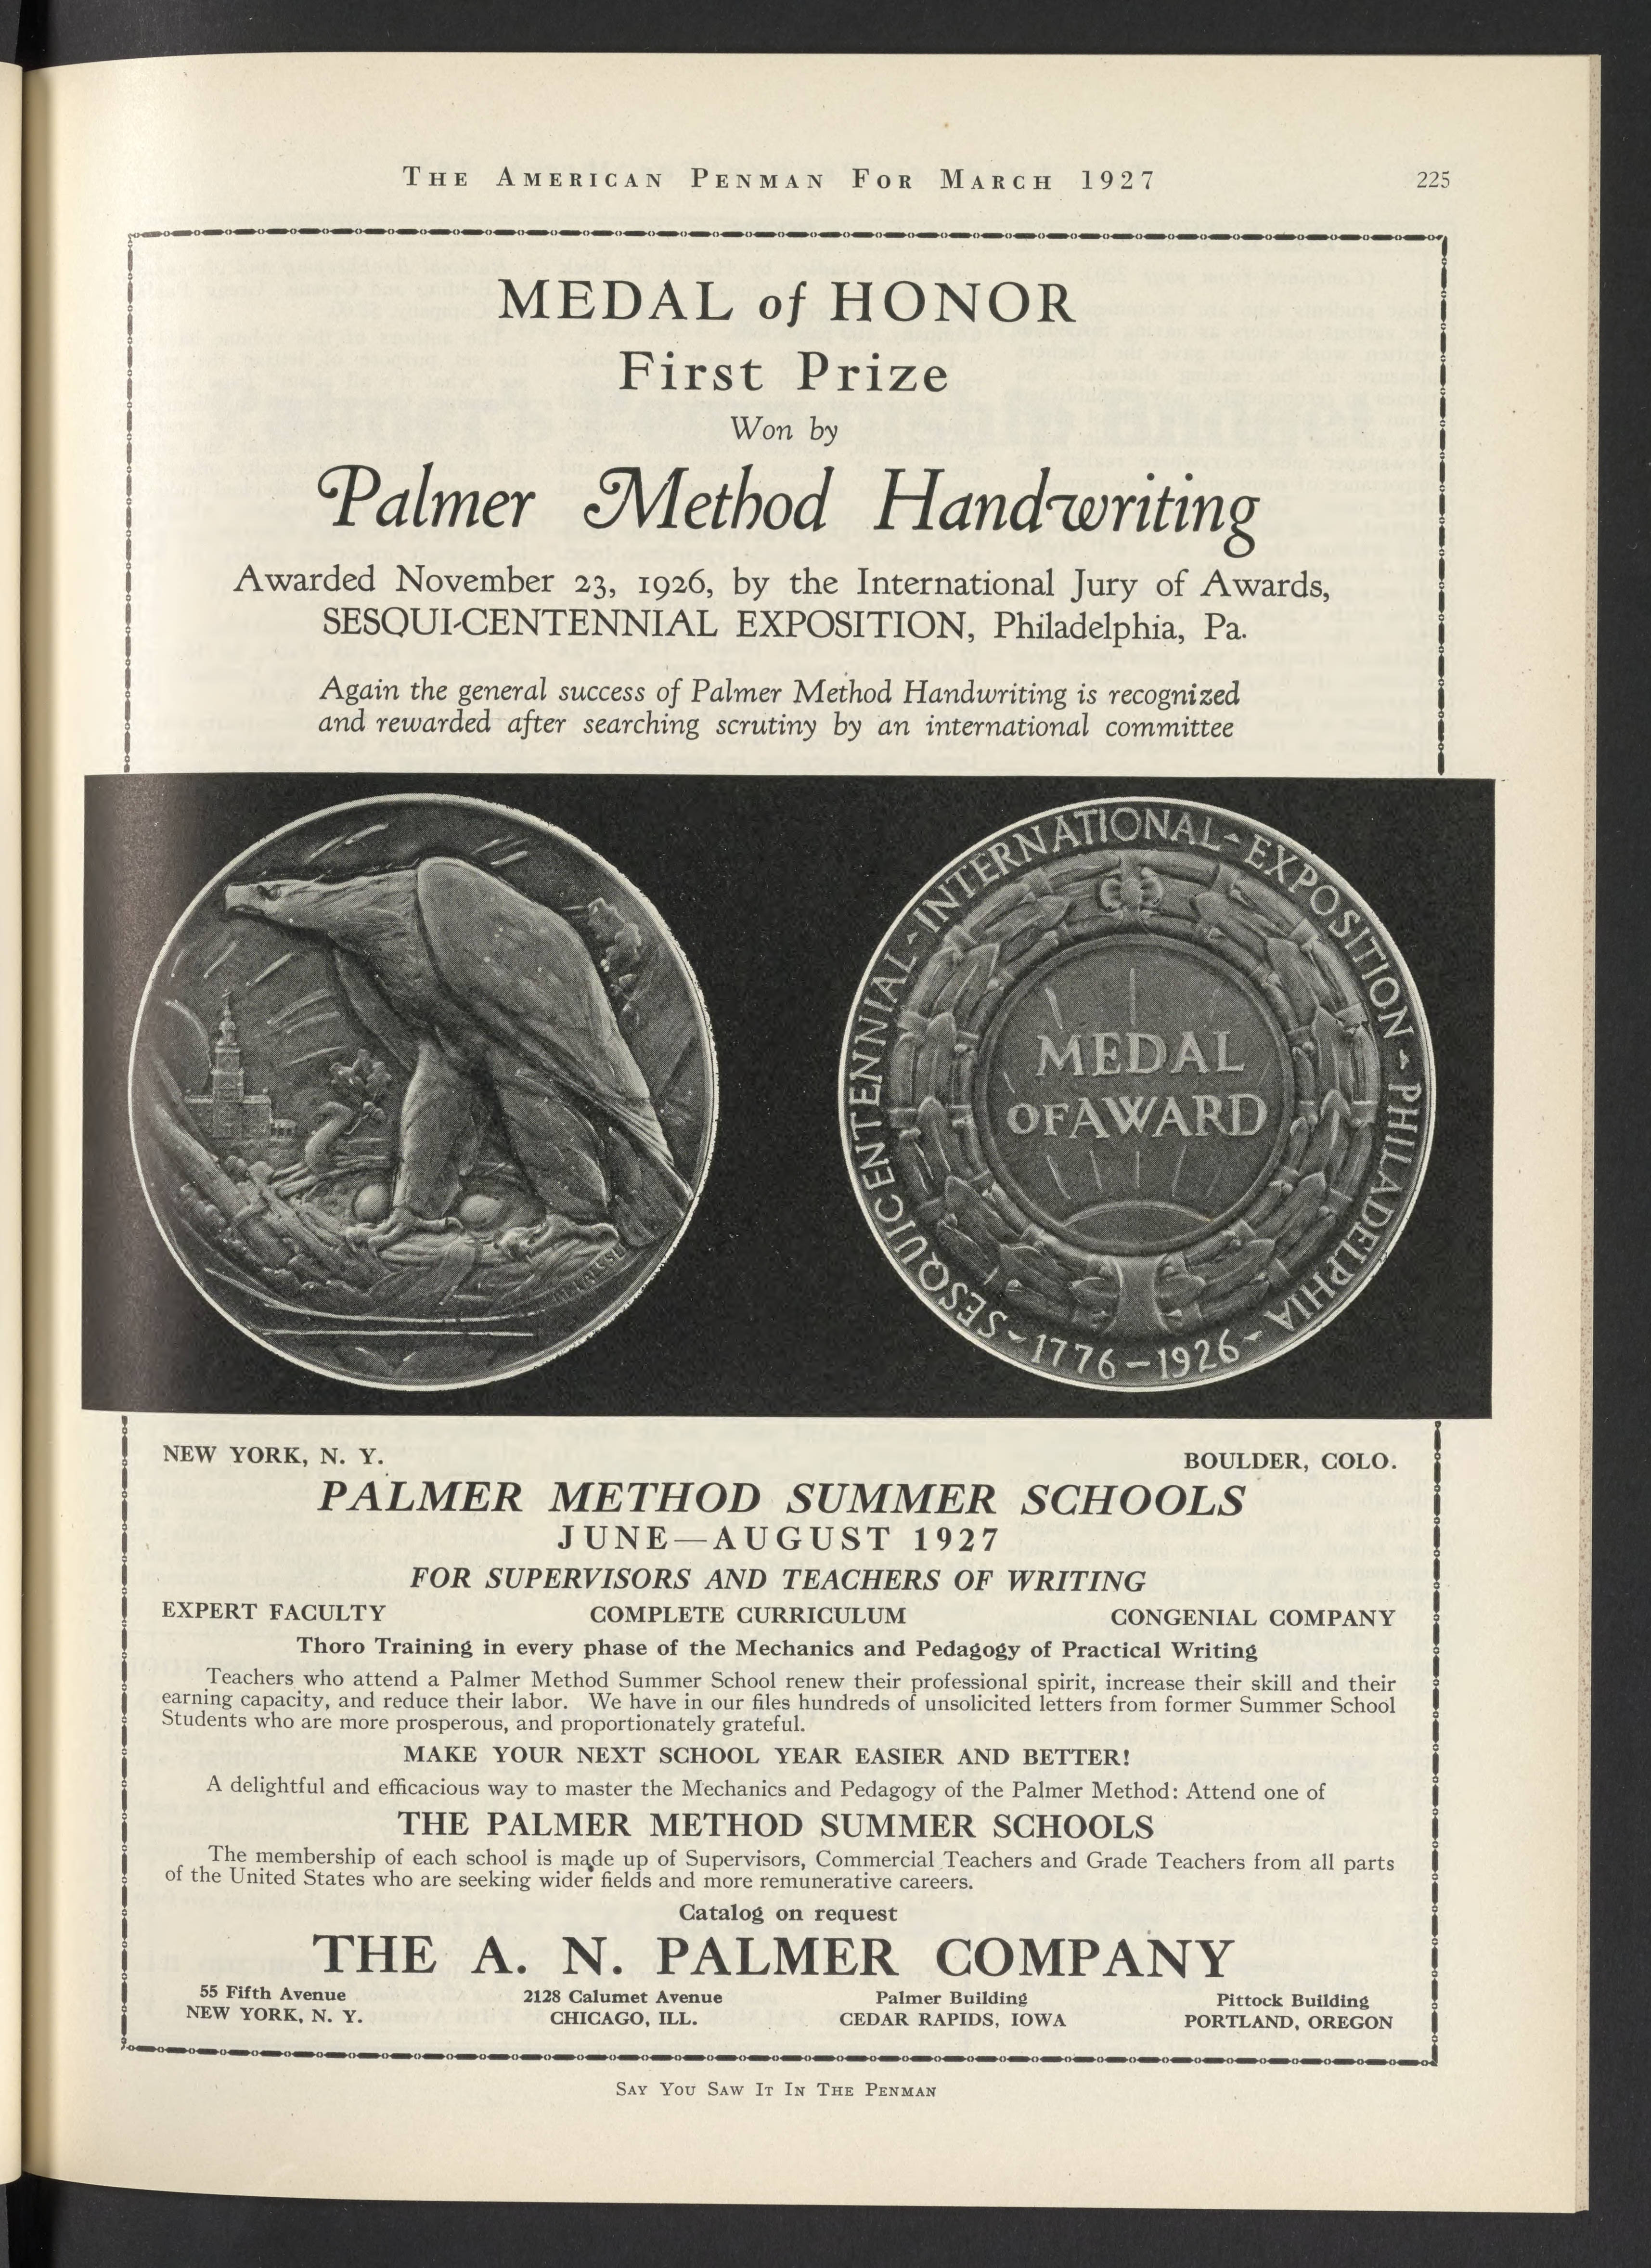 THE AMERICAN PENMAN FOR MARCH 1927 225
MEDAL of HONOR
First Prize
Won by
Palmer Method Handwriting
Awarded November 23, 1926, by the International Jury of Awards,
SESQUI-CENTENNIAL EXPOSITION, Philadelphia, Pa.
Again the general success of Palmer Method Handwriting is recognized
and rewarded after searching scrutiny by an international committee
SESQUICENTENNIAL-INTERNATIONAL-EXPOSITION-PHILADELPHIA
-1776-1926-
MEDAL
OF AWARD
NEW YORK, N. Y. BOULDER, COLO.
PALMER METHOD SUMMER SCHOOLS
JUNE—AUGUST 1927
FOR SUPERVISORS AND TEACHERS OF WRITING
EXPERT FACULTY COMPLETE CURRICULUM CONGENIAL COMPANY
Thoro Training in every phase of the Mechanics and Pedagogy of Practical Writing
Teachers who attend a Palmer Method Summer School renew their professional spirit, increase their skill and their
earning capacity, and reduce their labor. We have in our files hundreds of unsolicited letters from former Summer School
Students who are more prosperous, and proportionately grateful.
MAKE YOUR NEXT SCHOOL YEAR EASIER AND BETTER!
A delightful and efficacious way to master the Mechanics and Pedagogy of the Palmer Method: Attend one of
THE PALMER METHOD SUMMER SCHOOLS
The membership of each school is made up of Supervisors, Commercial Teachers and Grade Teachers from all parts
of the United States who are seeking wider fields and more remunerative careers.
Catalog on request
THE A. N. PALMER COMPANY
55 Fifth Avenue 2128 Calumet Avenue Palmer Building Pittock Building
NEW YORK, N. Y. CHICAGO, ILL. CEDAR RAPIDS, IOWA PORTLAND, OREGON
SAY YOU SAW IT IN THE PENMAN